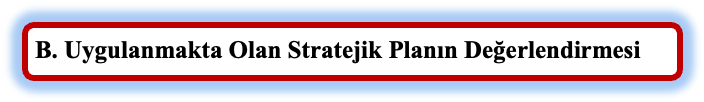 B. Uygulanmakta Olan Stratejik Planın Değerlendirmesi